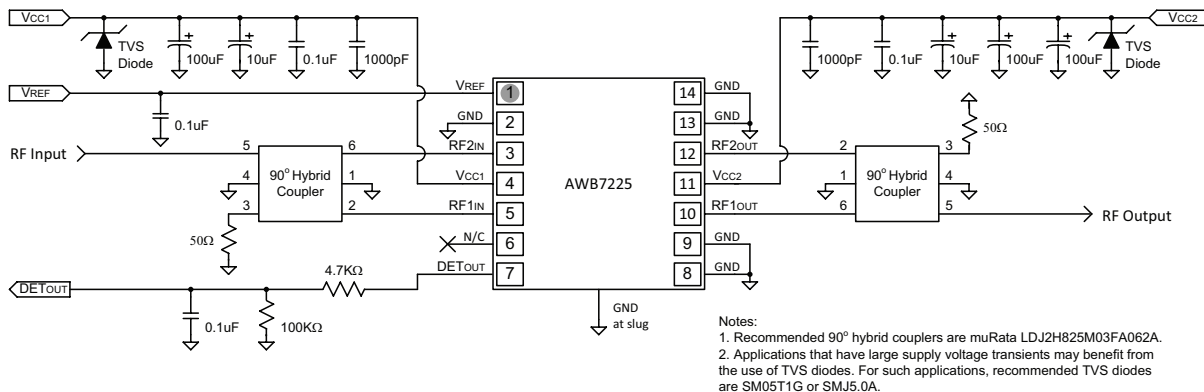 VCC1
TVS
Diode
100uF
10uF
0.1uF
1000pF
VCC2
1000pF
0.1uF
100uF
100uF
100uF
TVS
Diode
VREF
0.1uF
VREF
1
GND
2
RF2IN
3
VCC1
4
RF1IN
5
N/C
6
DETOUT
7
AWB7225
14
GND
13
GND
12
RF2OUT
11
VCC2
10
RF1OUT
9
GND
8
GND
GND
at slug
RF Input
5
6
4
90° Hybrid
Coupler
1
3
2
50Ω
DETOUT
0.1uF
100KΩ
4.7KΩ
50Ω
2
3
1
90° Hybrid
Coupler
4
6
5
RF Output
Notes:
1. Recommended 90° hybrid couplers are muRata LDJ2H825M03FA062A.
2. Applications that have large supply voltage transients may benefit from
the use of TVS diodes. For such applications, recommended TVS diodes
are SM05T1G or SMJ5.0A.